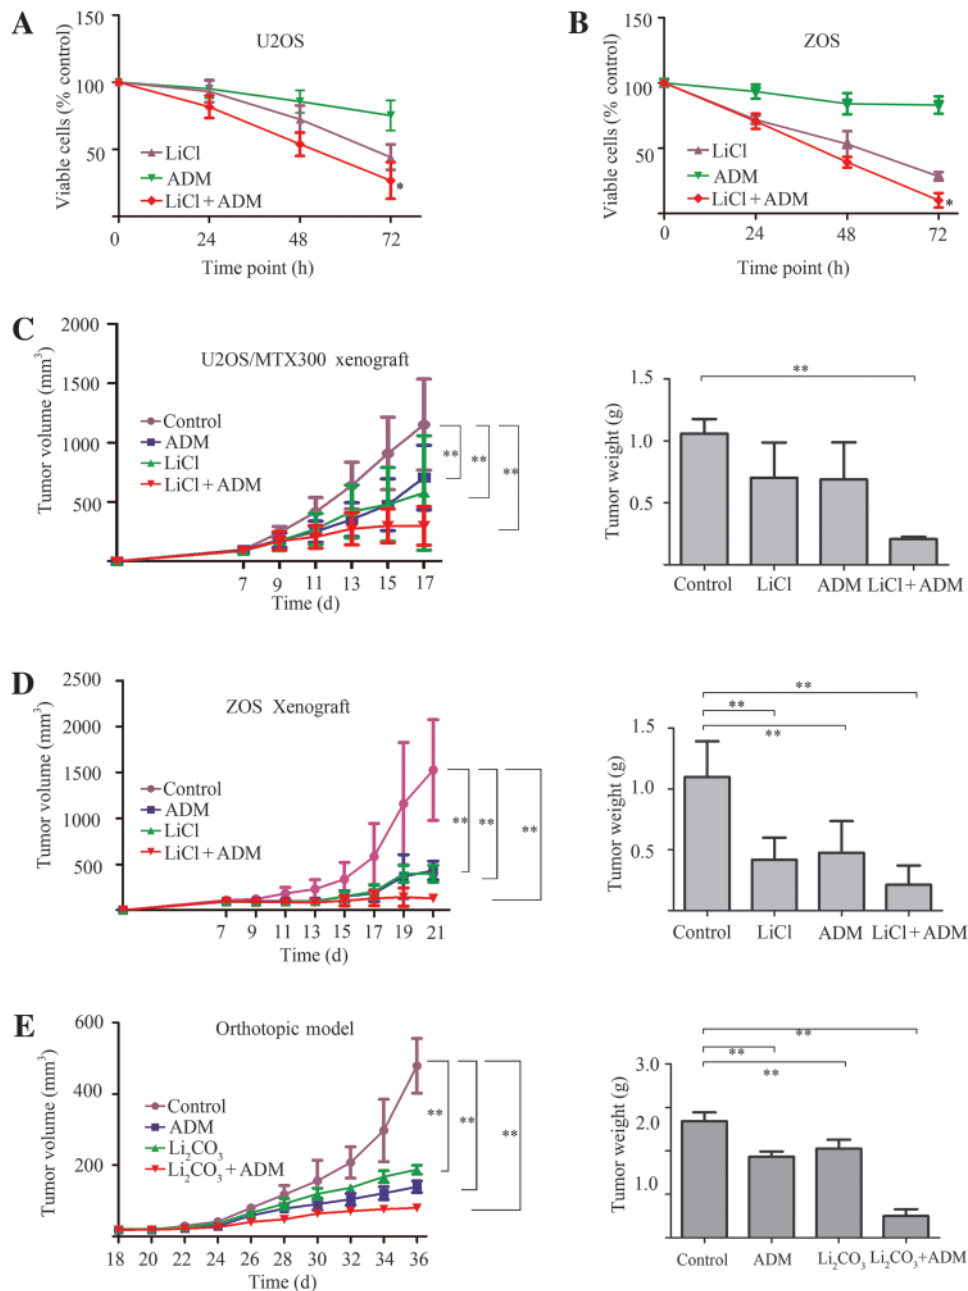 A
U2OS
Viable cells (% control)
150
100
50
LiCl
ADM
LiCl + ADM
*
0 24 48 72
Time point (h)
B
ZOS
Viable cells (% control)
150
100
50
0
LiCl
ADM
LiCl + ADM
*
0 24 48 72
Time point (h)
C
U2OS/MTX300 xenograft
Tumor volume (mm³)
2000
1500
1000
500
Control
ADM
LiCl
LiCl + ADM
** ** **
7 9 11 13 15 17
Time (d)
Tumor weight (g)
1.5
1.0
0.5
**
Control LiCl ADM LiCl + ADM
D
ZOS Xenograft
Tumor volume (mm³)
2500
2000
1500
1000
500
Control
ADM
LiCl
LiCl + ADM
** ** **
7 9 11 13 15 17 19 21
Time (d)
Tumor weight (g)
1.5
1.0
0.5
**
**
**
Control LiCl ADM LiCl + ADM
E
Orthotopic model
Tumor volume (mm³)
600
400
200
Control
ADM
Li₂CO₃
Li₂CO₃ + ADM
** ** **
18 20 22 24 26 28 30 32 34 36
Time (d)
Tumor weight (g)
3.0
2.0
1.0
**
**
**
Control ADM Li₂CO₃ Li₂CO₃+ADM